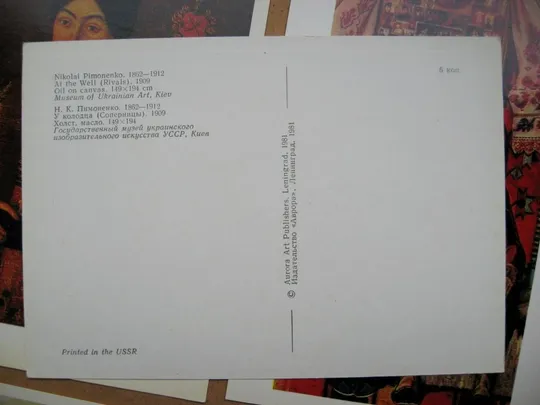 Nikolai Pimonenko. 1862—1912
At the Well (Rivals). 1909
Oil on canvas. 149×194 cm
Museum of Ukrainian Art, Kiev
Н. К. Пимоненко. 1862—1912
У колодца (Соперницы). 1909
Холст, масло. 149×194
Государственный музей украинского
изобразительного искусства УССР, Киев
6 коп.
© Aurora Art Publishers, Leningrad, 1981
Издательство «Аврора», Ленинград, 1981
Printed in the USSR